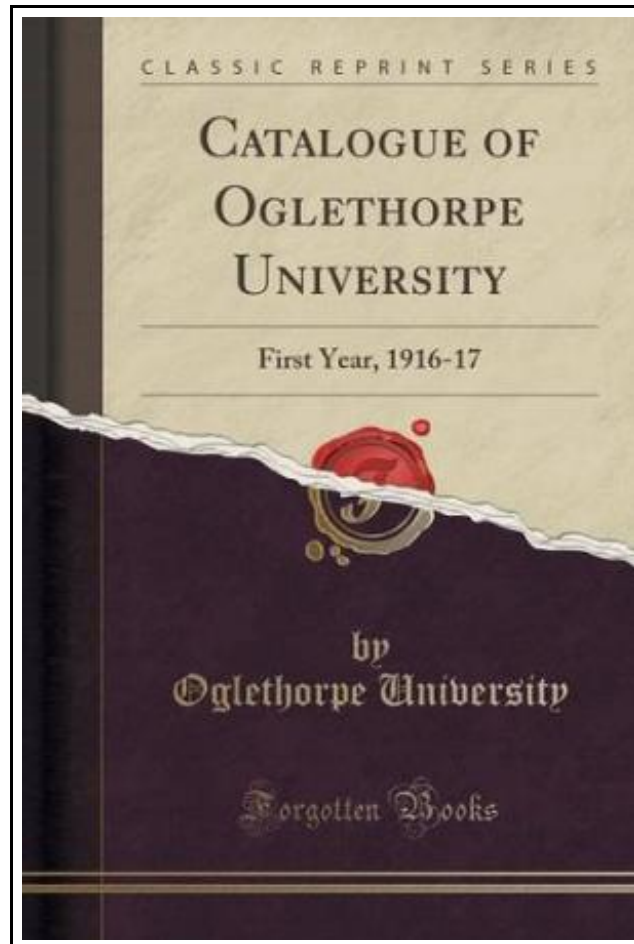 CLASSIC REPRINT SERIES
CATALOGUE OF
OGLETHORPE
UNIVERSITY
First Year, 1916-17
by
Oglethorpe University
Forgotten Books